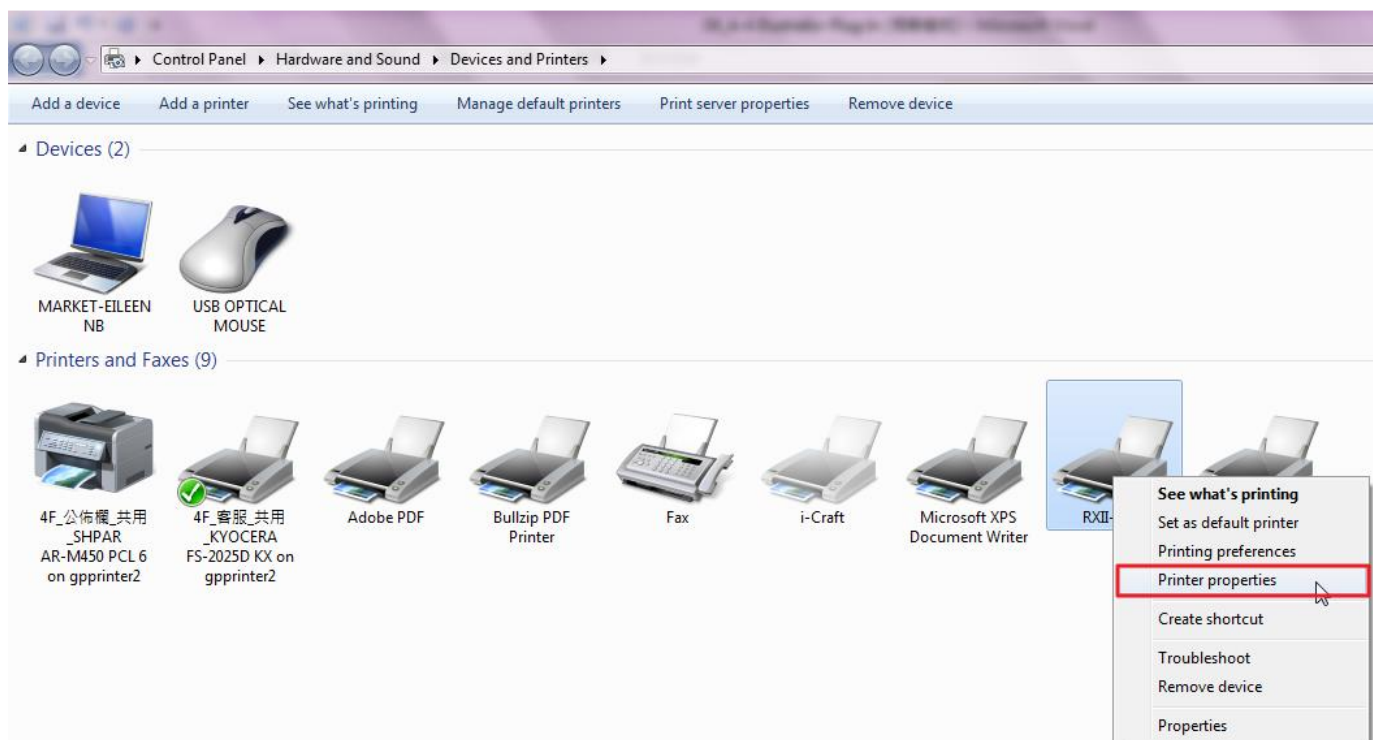 Control Panel ▸ Hardware and Sound ▸ Devices and Printers ▸
Add a device Add a printer See what's printing Manage default printers Print server properties Remove device
Devices (2)
MARKET-EILEEN
NB
USB OPTICAL
MOUSE
Printers and Faxes (9)
4F_公佈欄_共用
_SHPAR
AR-M450 PCL 6
on gpprinter2
4F_客服_共用
_KYOCERA
FS-2025D KX on
gpprinter2
Adobe PDF
Bullzip PDF
Printer
Fax
i-Craft
Microsoft XPS
Document Writer
RXII-
See what's printing
Set as default printer
Printing preferences
Printer properties
Create shortcut
Troubleshoot
Remove device
Properties